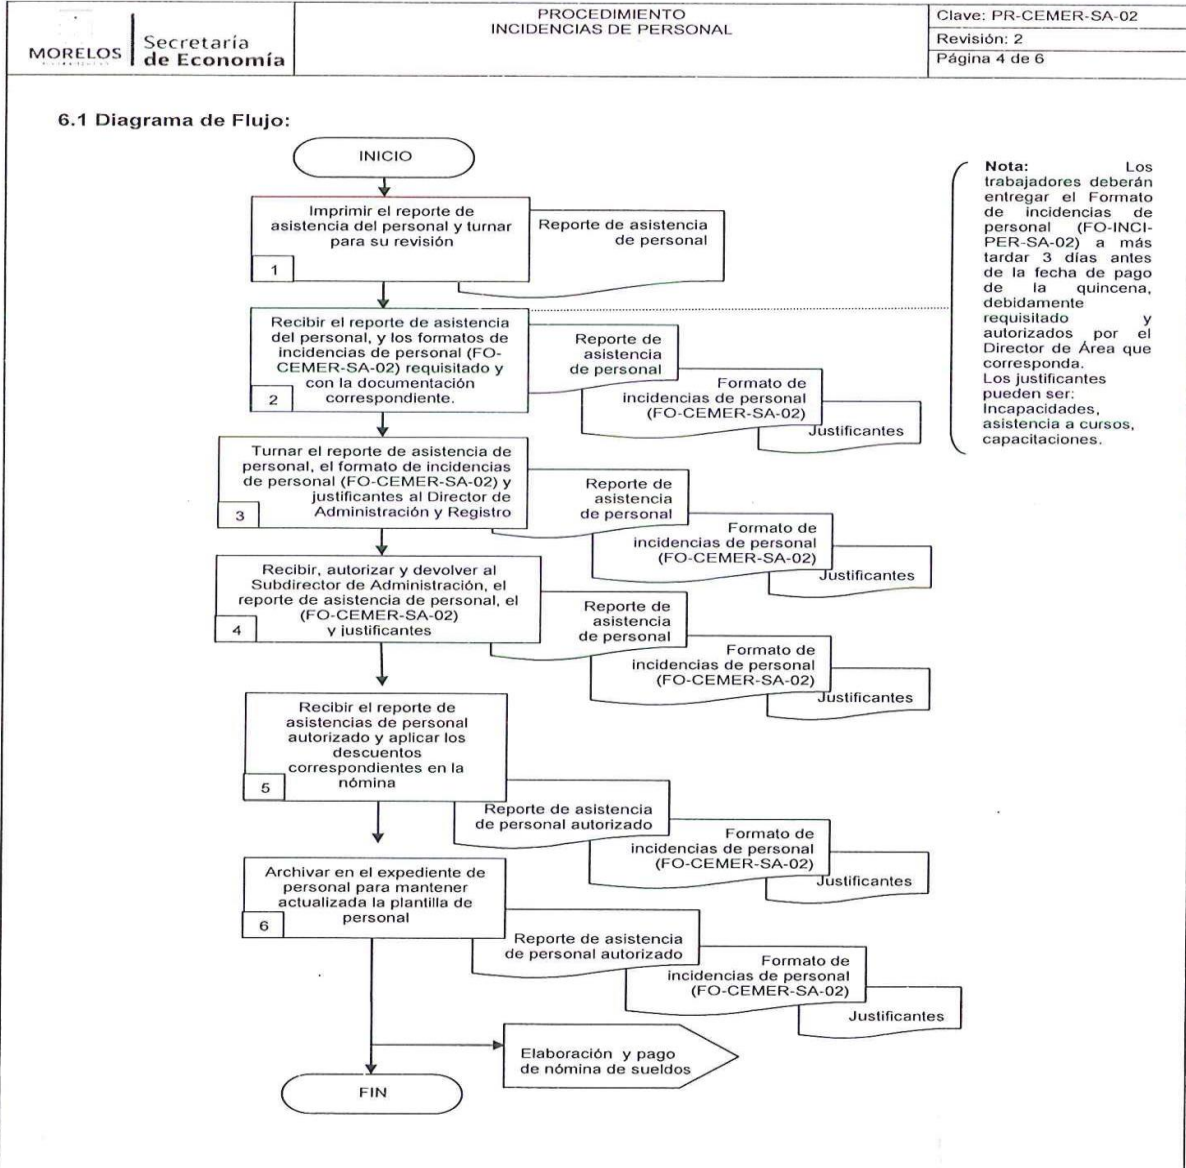 MORELOS
Secretaría
de Economía
PROCEDIMIENTO
INCIDENCIAS DE PERSONAL
Clave: PR-CEMER-SA-02
Revisión: 2
Página 4 de 6
6.1 Diagrama de Flujo:
INICIO
Imprimir el reporte de
asistencia del personal y turnar
para su revisión
1
Reporte de asistencia
de personal
Nota: Los
trabajadores deberán
entregar el Formato
de incidencias de
personal (FO-INCI-
PER-SA-02) a más
tardar 3 días antes
de la fecha de pago
de la quincena,
debidamente
requisitado y
autorizados por el
Director de Área que
corresponda.
Los justificantes
pueden ser:
Incapacidades,
asistencia a cursos,
capacitaciones.
Recibir el reporte de asistencia
del personal, y los formatos de
incidencias de personal (FO-
CEMER-SA-02) requisitado y
con la documentación
correspondiente.
2
Reporte de
asistencia
de personal
Formato de
incidencias de personal
(FO-CEMER-SA-02)
Justificantes
Turnar el reporte de asistencia de
personal, el formato de incidencias
de personal (FO-CEMER-SA-02) y
justificantes al Director de
Administración y Registro
3
Reporte de
asistencia
de personal
Formato de
incidencias de personal
(FO-CEMER-SA-02)
Justificantes
Recibir, autorizar y devolver al
Subdirector de Administración, el
reporte de asistencia de personal, el
(FO-CEMER-SA-02)
y justificantes
4
Reporte de
asistencia
de personal
Formato de
incidencias de personal
(FO-CEMER-SA-02)
Justificantes
Recibir el reporte de
asistencias de personal
autorizado y aplicar los
descuentos
correspondientes en la
nómina
5
Reporte de asistencia
de personal autorizado
Formato de
incidencias de personal
(FO-CEMER-SA-02)
Justificantes
Archivar en el expediente de
personal para mantener
actualizada la plantilla de
personal
6
Reporte de asistencia
de personal autorizado
Formato de
incidencias de personal
(FO-CEMER-SA-02)
Justificantes
Elaboración y pago
de nómina de sueldos
FIN